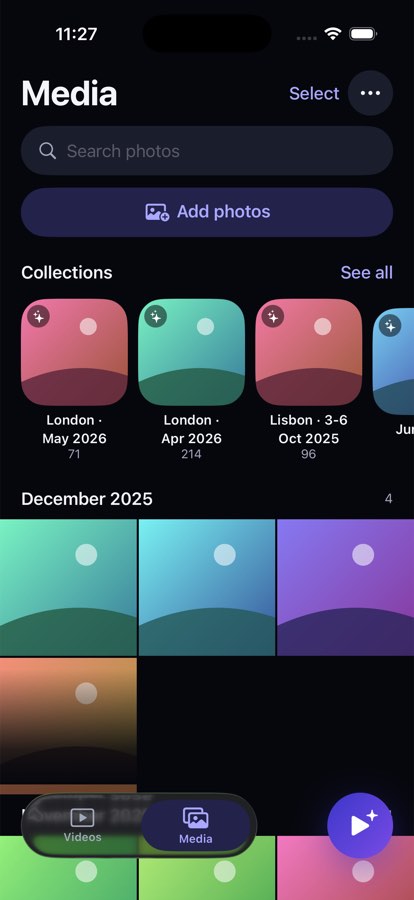 11:27
Media
Select
Search photos
Add photos
Collections
See all
London ·
May 2026
71
London ·
Apr 2026
214
Lisbon · 3-6
Oct 2025
96
December 2025
4
Videos
Media